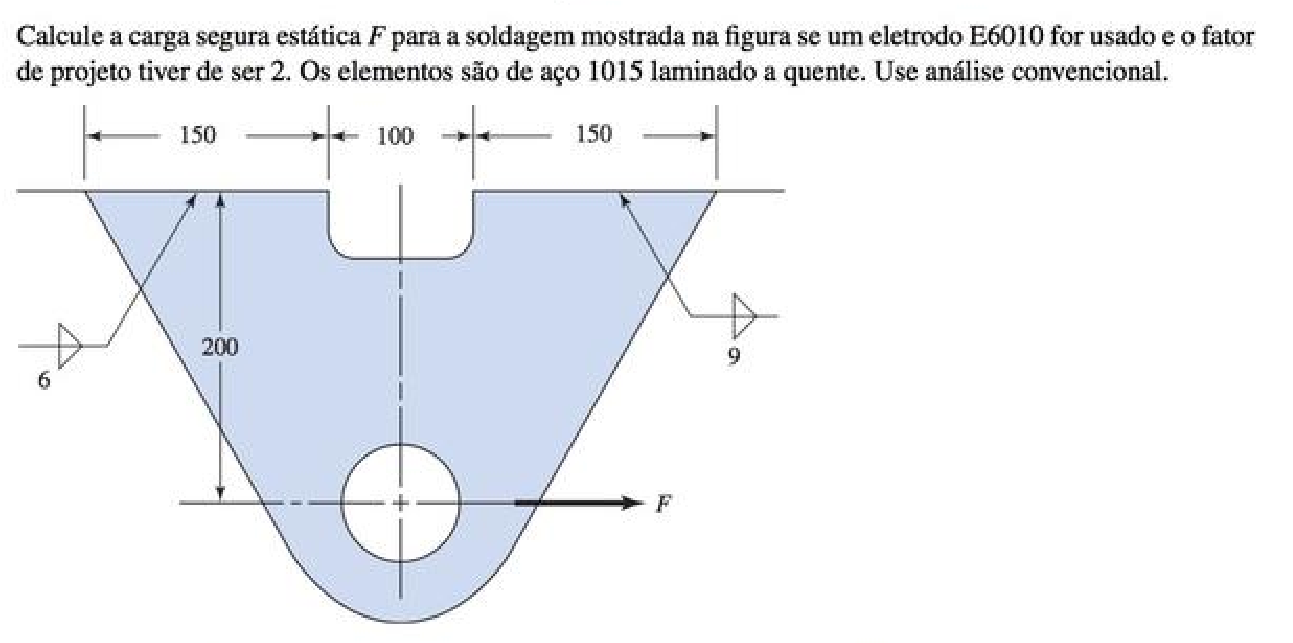 Calcule a carga segura estática F para a soldagem mostrada na figura se um eletrodo E6010 for usado e o fator
de projeto tiver de ser 2. Os elementos são de aço 1015 laminado a quente. Use análise convencional.
150 100 150
200
6
9
F